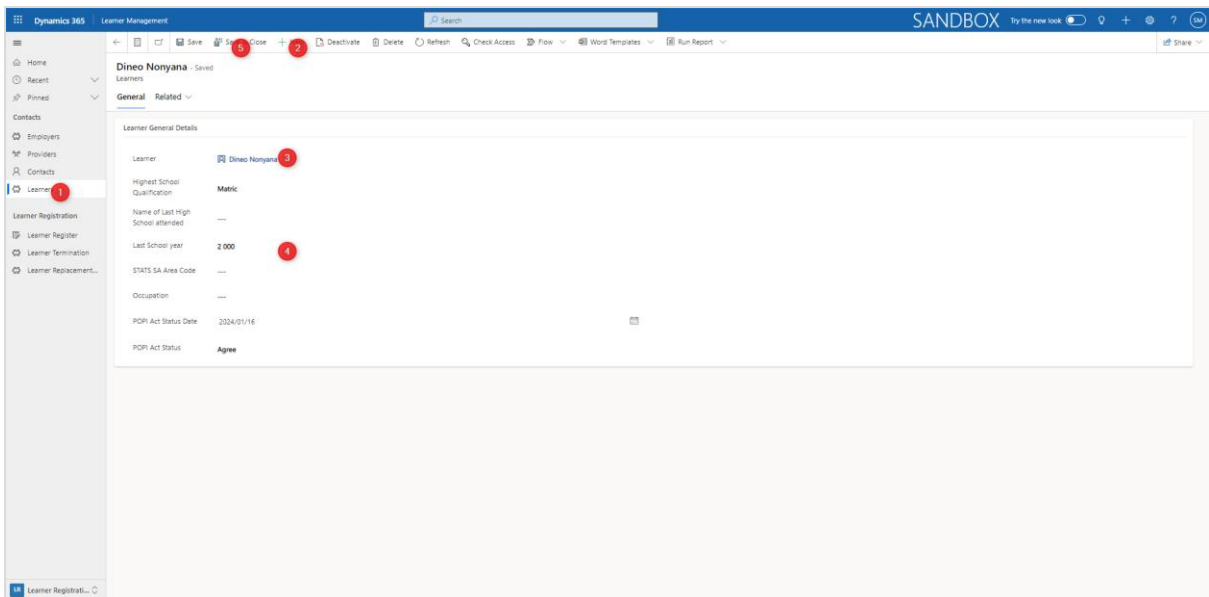 Dynamics 365 Learner Management Search SANDBOX Try the new look + ? SM
Save Close Deactivate Delete Refresh Check Access Flow Word Templates Run Report Share
5 2
Home
Recent
Pinned
Contacts
Employers
Providers
Contacts
1
Learner Registration
Learner Register
Learner Termination
Learner Replacement...
LR Learner Registrati...
Dineo Nonyana - Saved
Learners
General Related
Learner General Details
Learner Dineo Nonyana 3
Highest School
Qualification Matric
Name of Last High
School attended ---
Last School year 2 000 4
STATS SA Area Code ---
Occupation ---
POPI Act Status Date 2024/01/16
POPI Act Status Agree